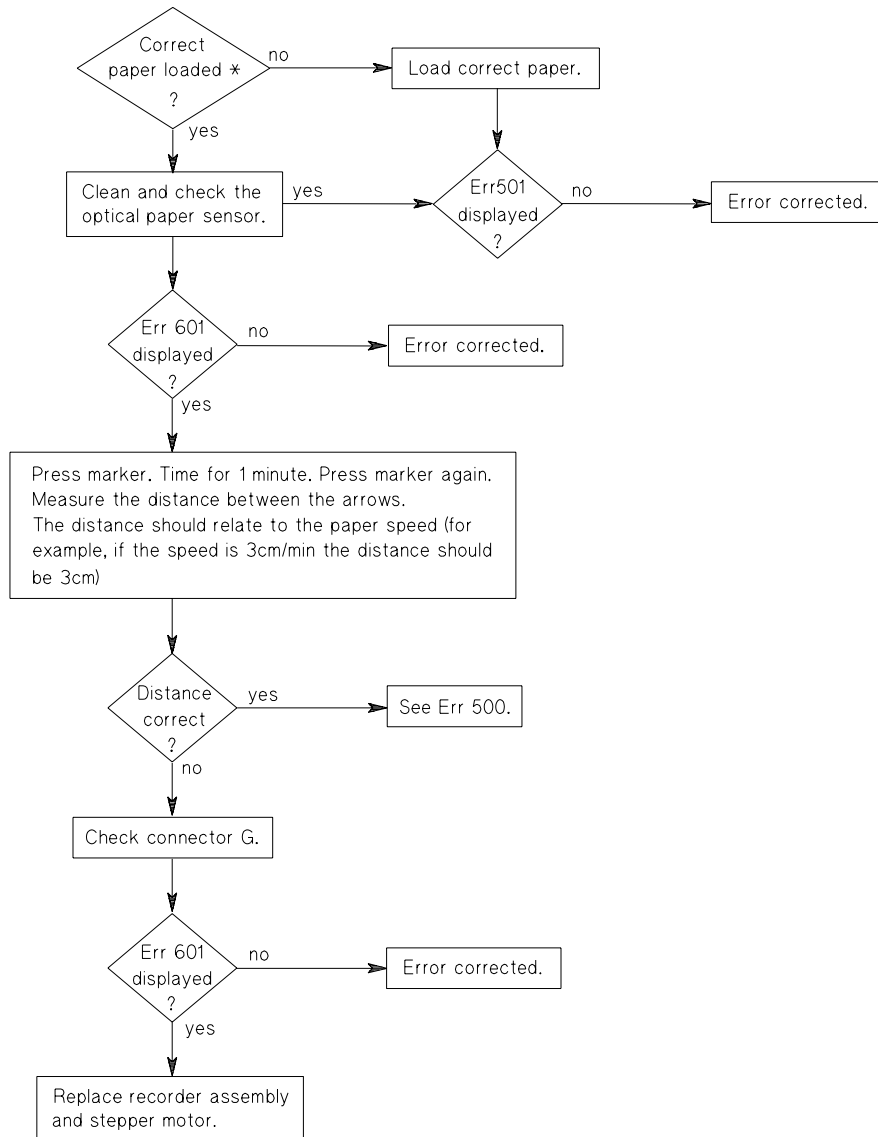 Correct
paper loaded *
?
no
Load correct paper.
yes
Clean and check the
optical paper sensor.
yes
Err501
displayed
?
no
Error corrected.
Err 601
displayed
?
no
Error corrected.
yes
Press marker. Time for 1 minute. Press marker again.
Measure the distance between the arrows.
The distance should relate to the paper speed (for
example, if the speed is 3cm/min the distance should
be 3cm)
Distance
correct
?
yes
See Err 500.
no
Check connector G.
Err 601
displayed
?
no
Error corrected.
yes
Replace recorder assembly
and stepper motor.